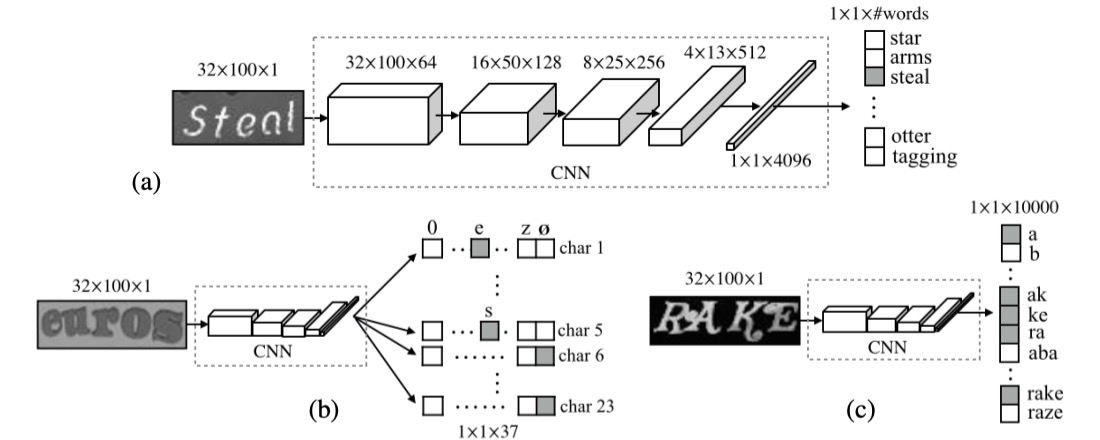 1×1×#words
star
arms
steal
otter
tagging
32×100×1
32×100×64
16×50×128
8×25×256
4×13×512
Steal
1×1×4096
CNN
(a)
0 e z ø
char 1
s
char 5
char 6
char 23
1×1×37
32×100×1
euros
CNN
(b)
1×1×10000
a
b
ak
ke
ra
aba
rake
raze
32×100×1
RAKE
CNN
(c)